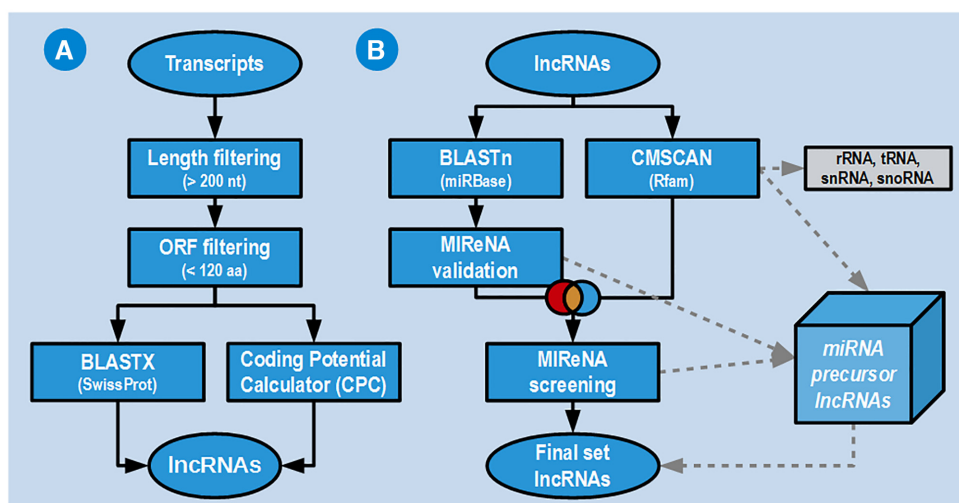 A
Transcripts
Length filtering
(> 200 nt)
ORF filtering
(< 120 aa)
BLASTX
(SwissProt)
Coding Potential
Calculator (CPC)
lncRNAs
B
lncRNAs
BLASTn
(miRBase)
CMSCAN
(Rfam)
rRNA, tRNA,
snRNA, snoRNA
MIReNA
validation
MIReNA
screening
miRNA
precursor
lncRNAs
Final set
lncRNAs